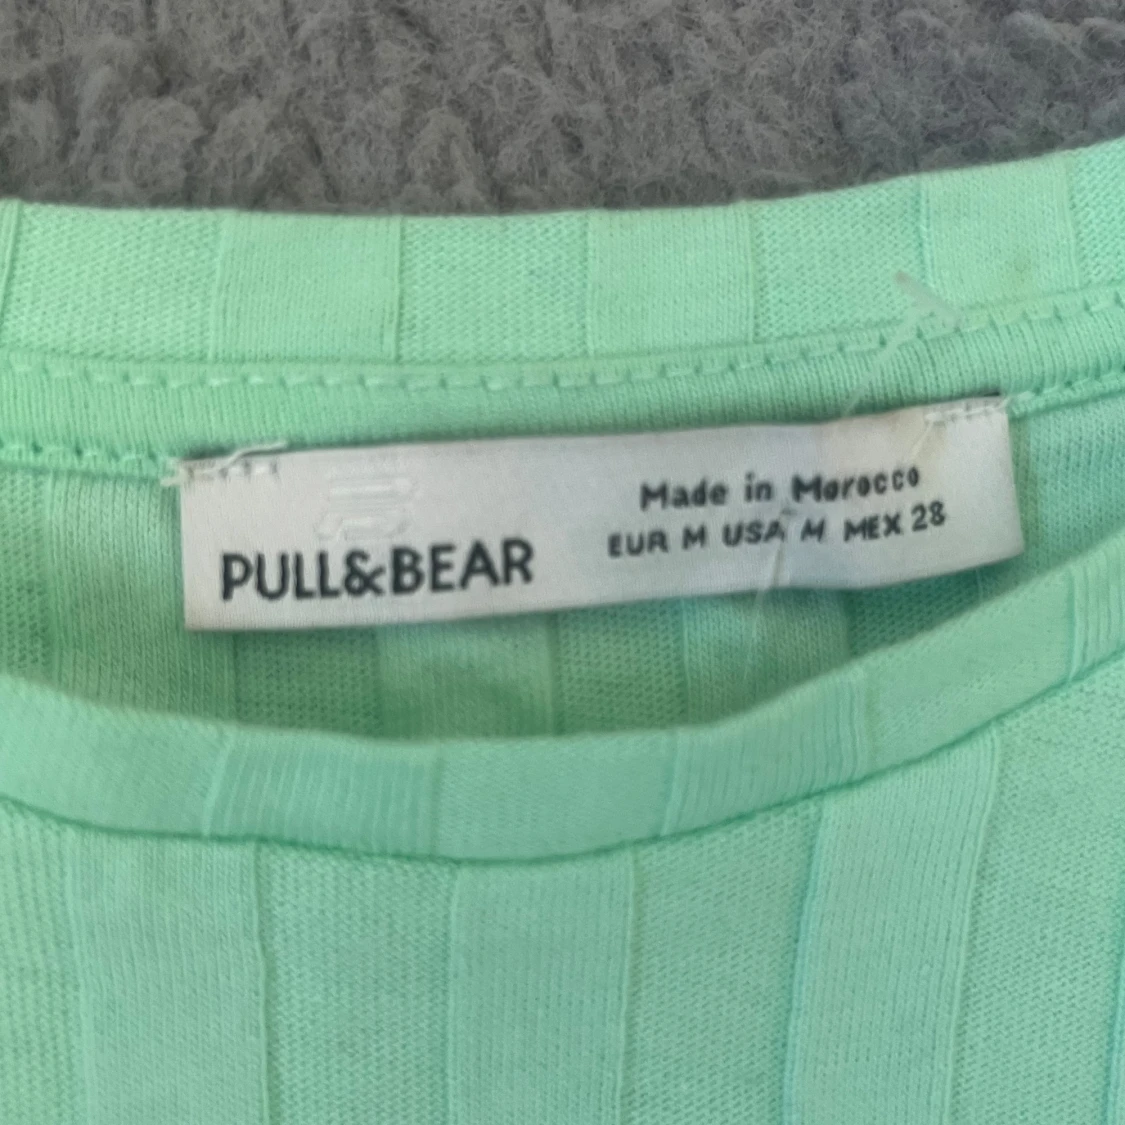 PULL&BEAR
Made in Morocco
EUR M USA M MEX 28